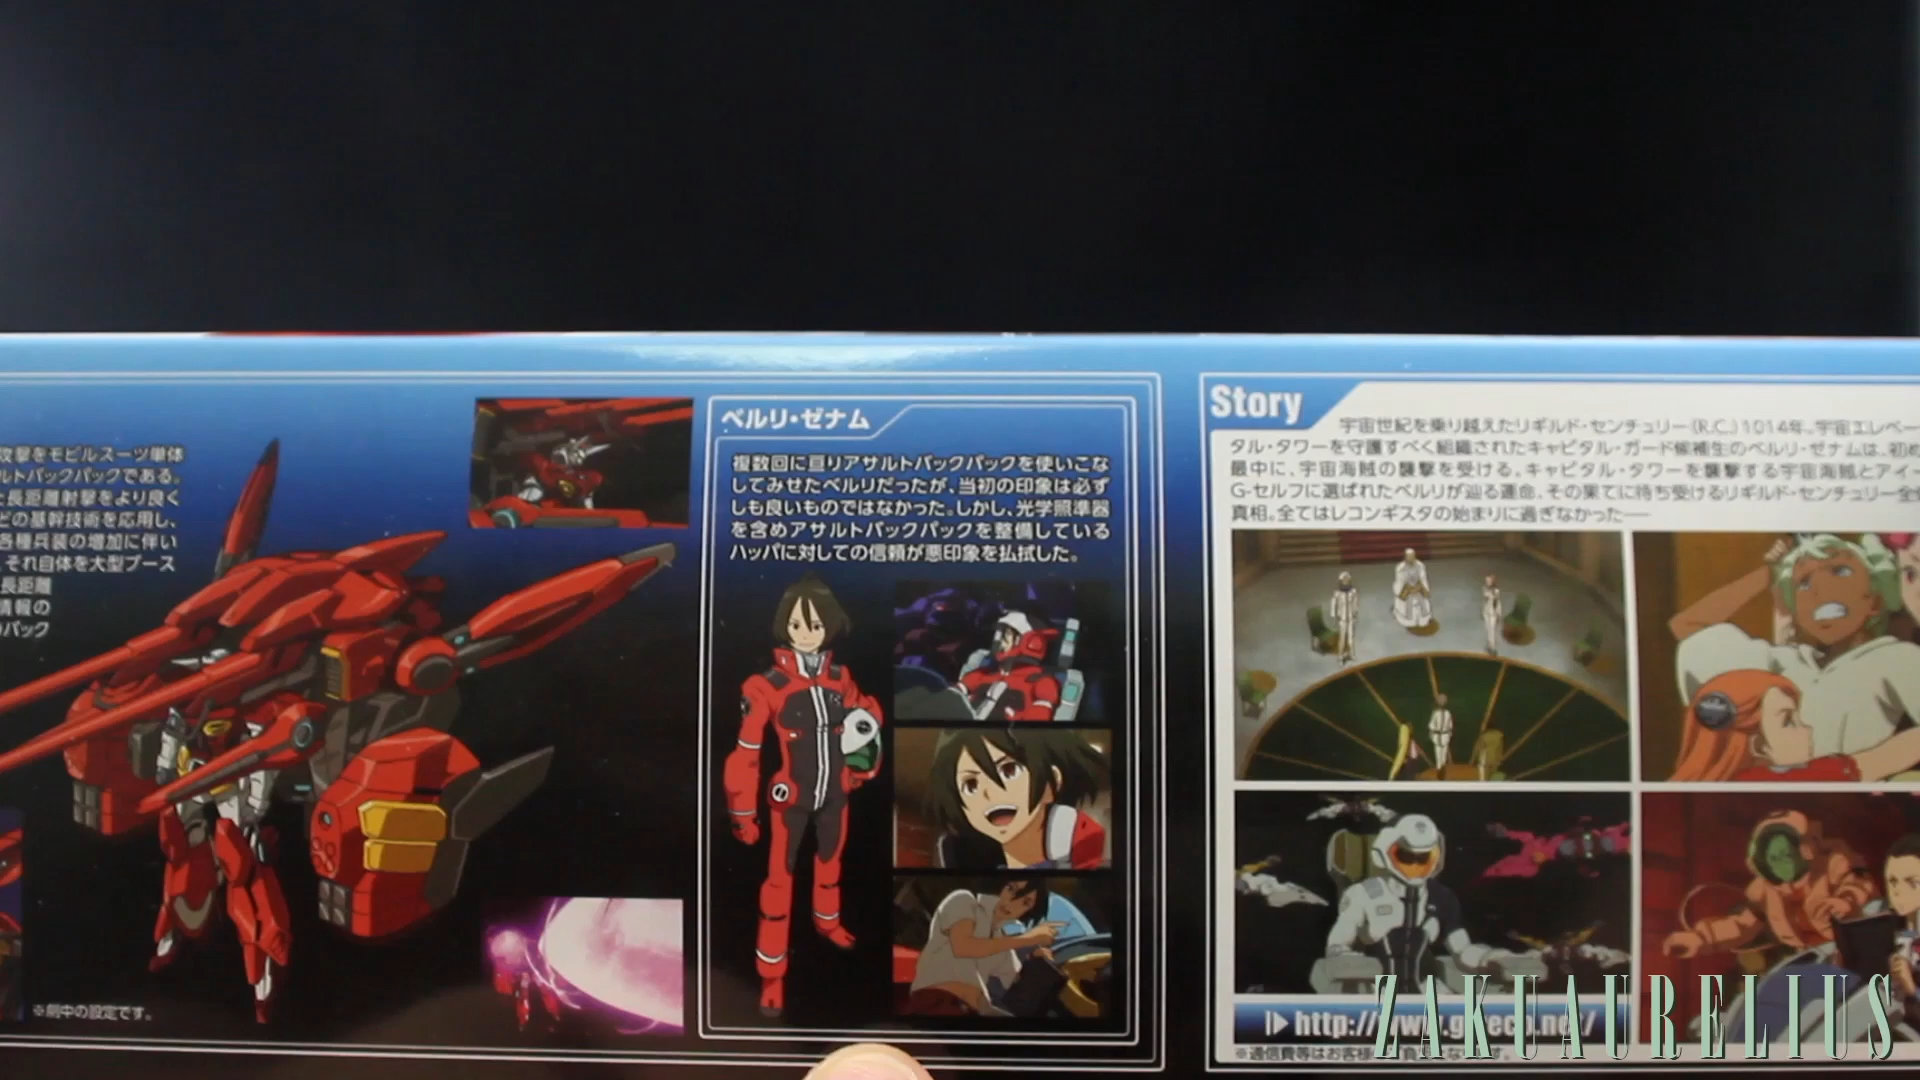 攻撃をモビルスーツ単体
ルトパックパックである。
た長距離射撃をより良く
どの基幹技術を応用し、
各種兵装の増加に伴い
、それ自体を大型ブース
長距離
情報の
パック
※劇中の設定です。
ベルリ・ゼナム
複数回に亘りアサルトパックパックを使いこな
してみせたベルリだったが、当初の印象は必ず
しも良いものではなかった。しかし、光学照準器
を含めアサルトパックパックを整備している
ハッパに対しての信頼が悪印象を払拭した。
Story
宇宙世紀を乗り越えたリギルド・センチュリー(R.C.)1014年、宇宙エレベー
タル・タワーを守護すべく組織されたキャピタル・ガード候補生のベルリ・ゼナムは、初め
最中に、宇宙海賊の襲撃を受ける。キャピタル・タワーを襲撃する宇宙海賊とアイー
G-セルフに選ばれたベルリが辿る運命、その果てに待ち受けるリギルド・センチュリー全
真相。全てはレコンギスタの始まりに過ぎなかった──
http://www.g-reco.net/
※通信費等はお客様
ZAKUAURELIUS